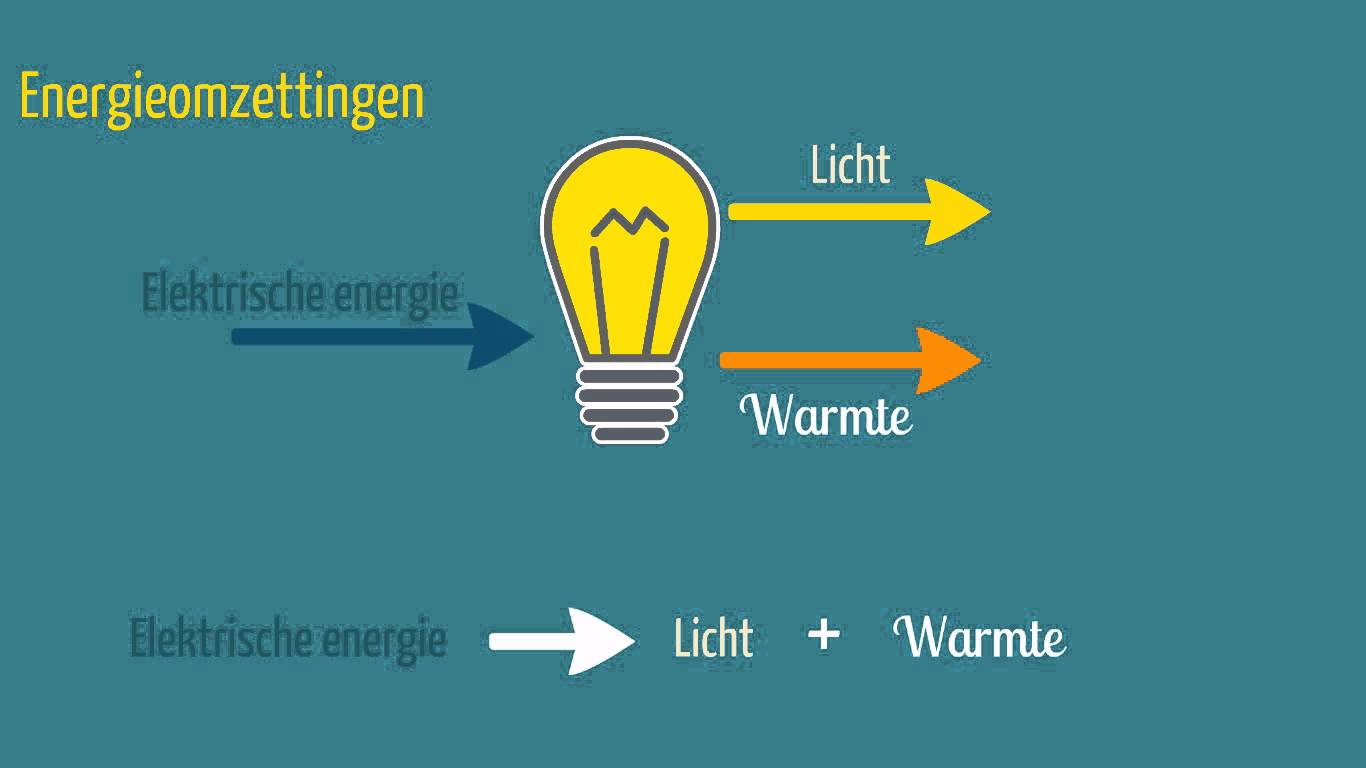 Energieomzettingen
Licht
Elektrische energie
Warmte
Elektrische energie Licht + Warmte